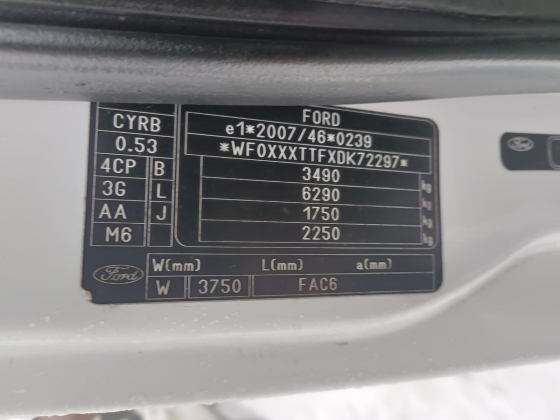 FORD
e1*2007/46*0239
*WF0XXXTTFXDK72297*
3490 kg
6290 kg
1750 kg
2250 kg
CYRB
0.53
4CP B
3G L
AA J
M6
Ford
W(mm) L(mm) a(mm)
W 3750 FAC6
Ford